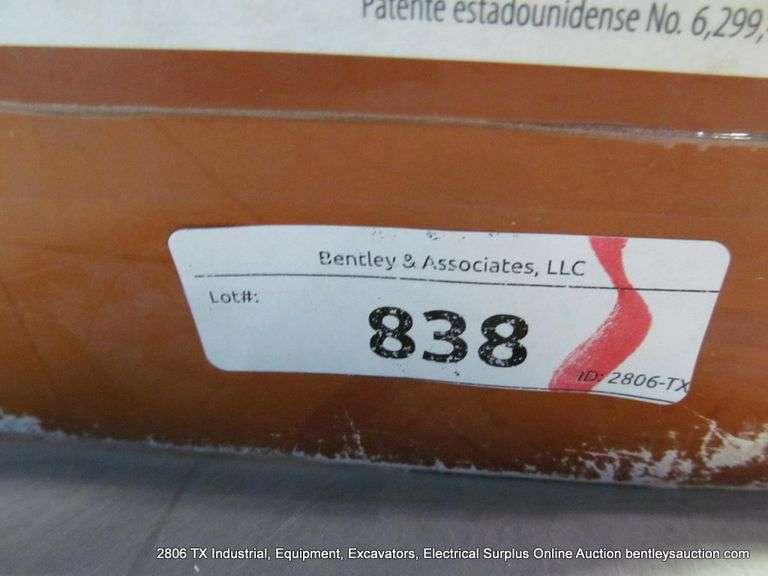 Patente estadounidense No. 6,299,
Bentley & Associates, LLC
Lot#:
838
ID: 2806-TX
2806 TX Industrial, Equipment, Excavators, Electrical Surplus Online Auction bentleysauction.com